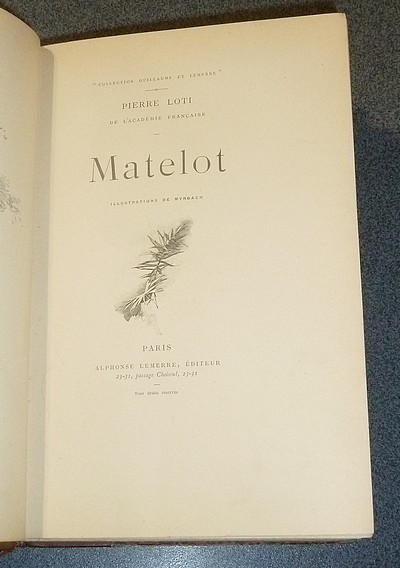 "COLLECTION GUILLAUME ET LEMERRE"
PIERRE LOTI
DE L'ACADÉMIE FRANÇAISE
Matelot
ILLUSTRATIONS DE MYRBACH
PARIS
ALPHONSE LEMERRE, ÉDITEUR
23-31, passage Choiseul, 23-31
Tous droits réservés